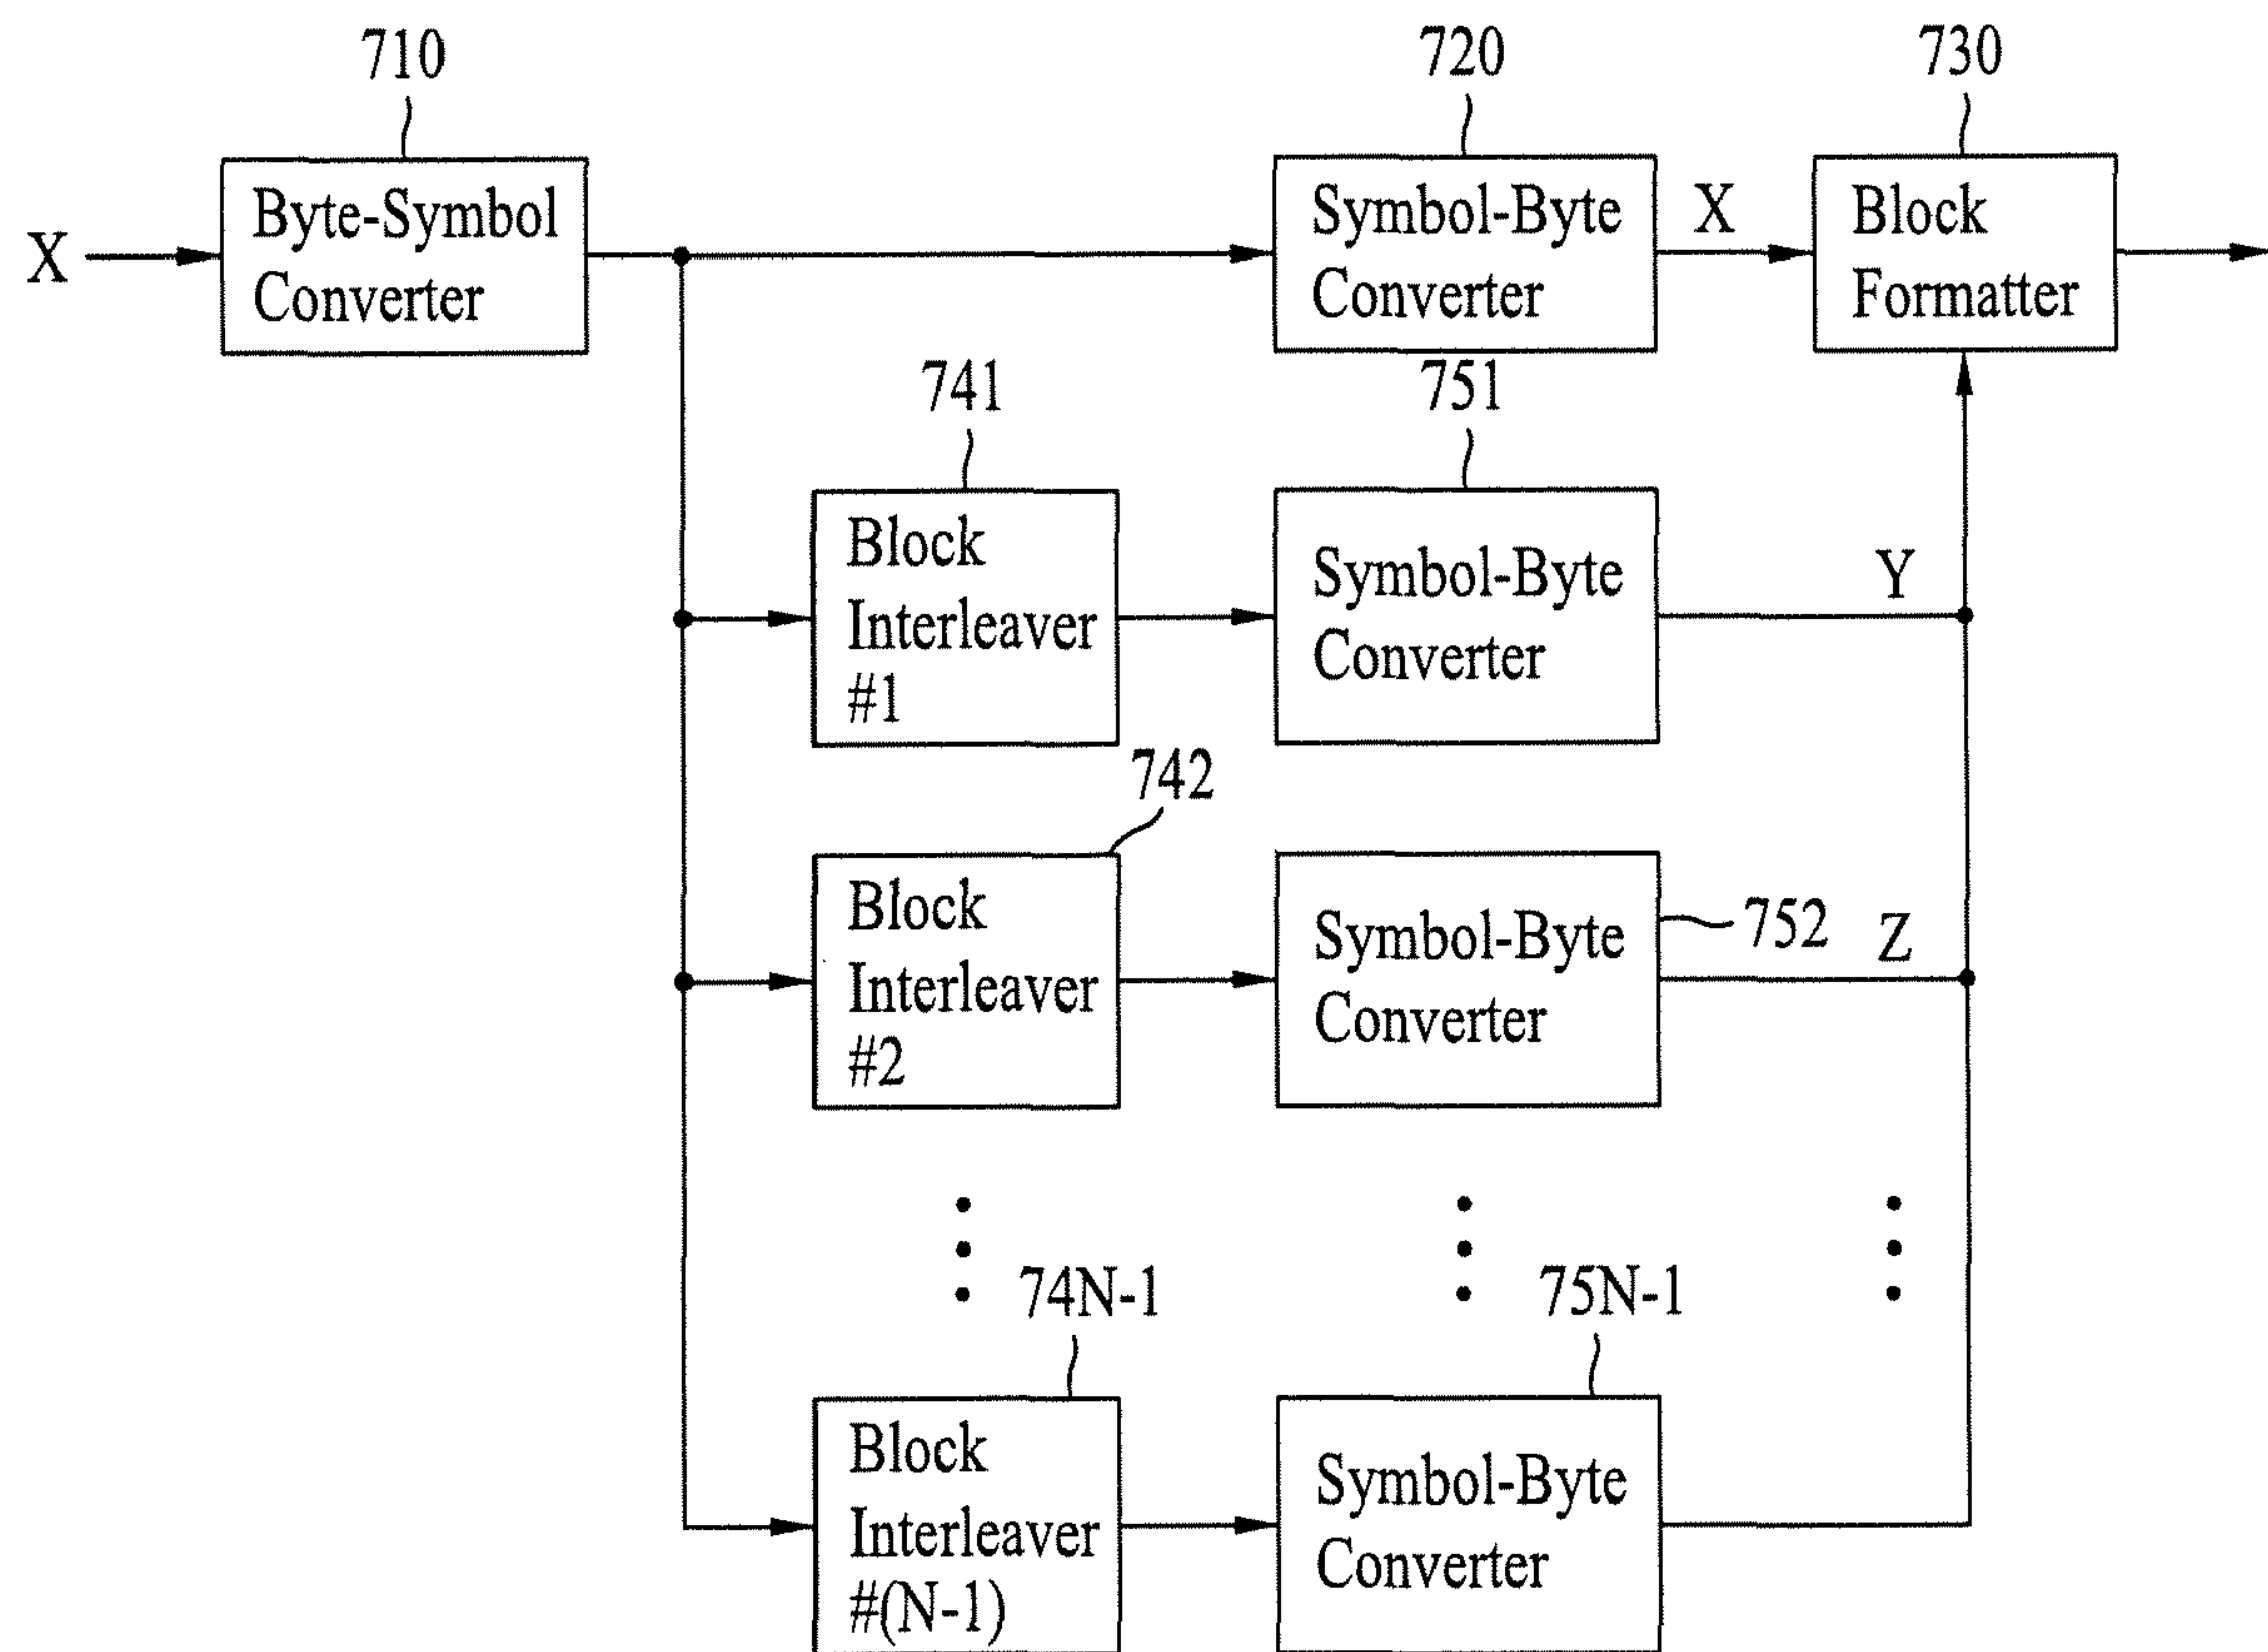 710
720
730
X
Byte-Symbol
Converter
Symbol-Byte
Converter
X
Block
Formatter
741
751
Block
Interleaver
#1
Symbol-Byte
Converter
Y
742
Block
Interleaver
#2
Symbol-Byte
Converter
752
Z
74N-1
75N-1
Block
Interleaver
#(N-1)
Symbol-Byte
Converter